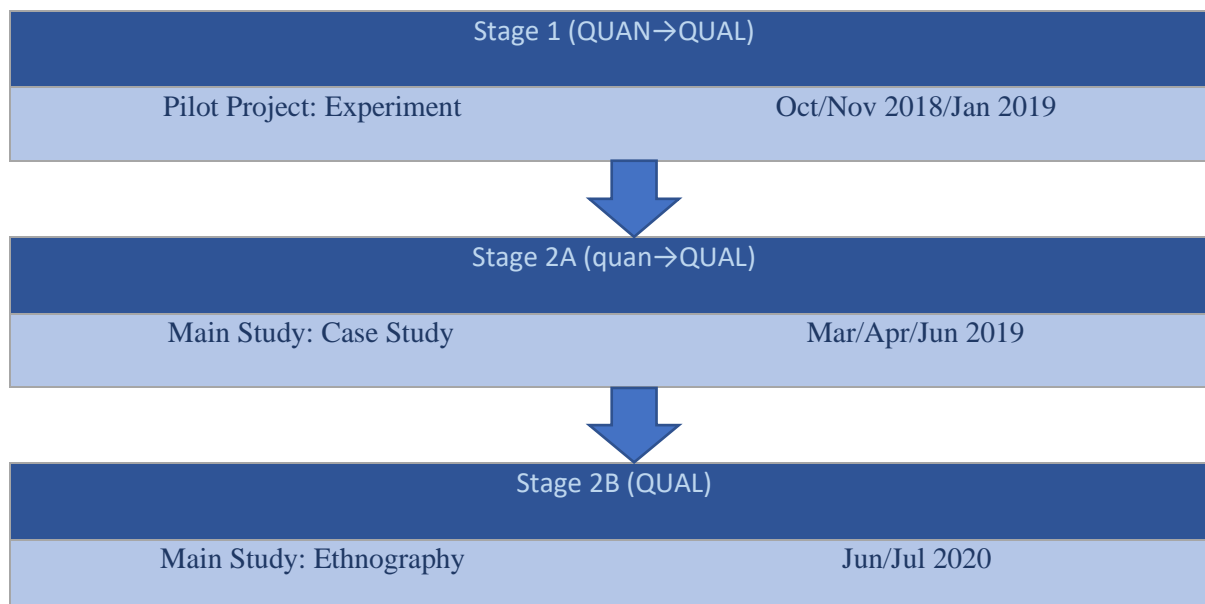 Stage 1 (QUAN→QUAL)
Pilot Project: Experiment Oct/Nov 2018/Jan 2019
Stage 2A (quan→QUAL)
Main Study: Case Study Mar/Apr/Jun 2019
Stage 2B (QUAL)
Main Study: Ethnography Jun/Jul 2020